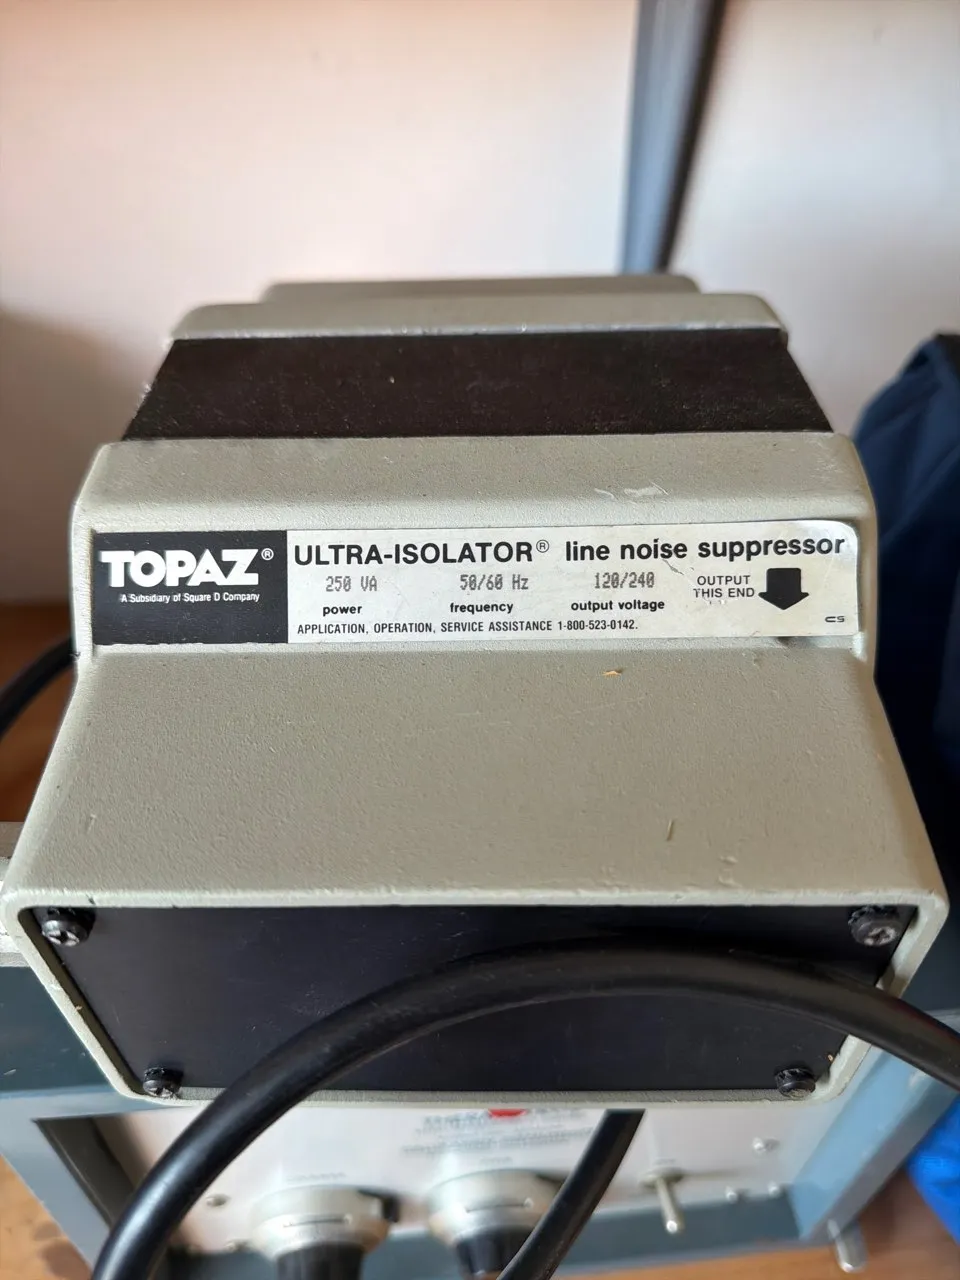 TOPAZ®
A Subsidiary of Square D Company
ULTRA-ISOLATOR® line noise suppressor
250 VA 50/60 Hz 120/240
power frequency output voltage
OUTPUT
THIS END
APPLICATION, OPERATION, SERVICE ASSISTANCE 1-800-523-0142.